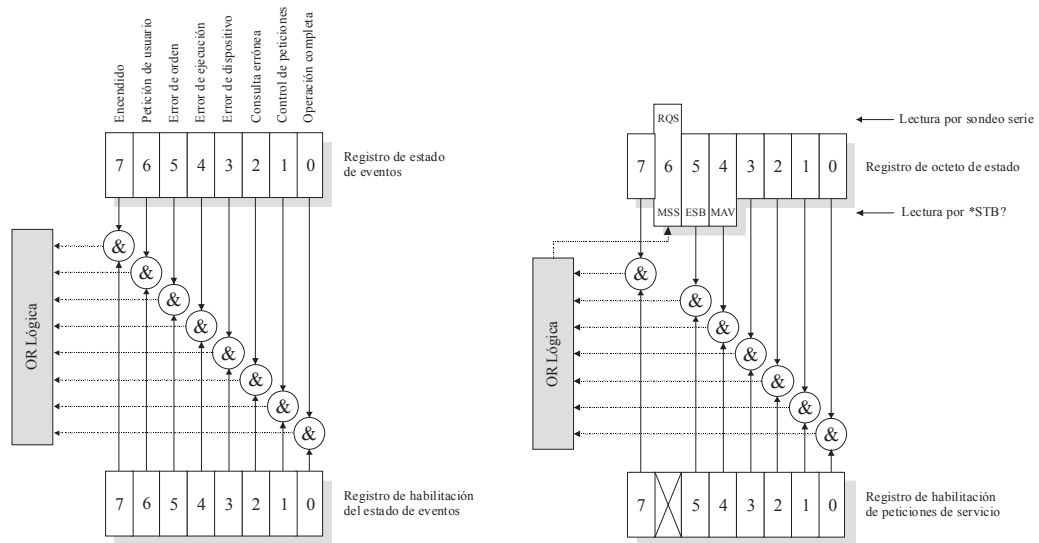 Encendido
Petición de usuario
Error de orden
Error de ejecución
Error de dispositivo
Consulta errónea
Control de peticiones
Operación completa
7 6 5 4 3 2 1 0
Registro de estado
de eventos
& & & & & & & &
OR Lógica
7 6 5 4 3 2 1 0
Registro de habilitación
del estado de eventos
RQS
Lectura por sondeo serie
7 6 5 4 3 2 1 0
Registro de octeto de estado
MSS ESB MAV
Lectura por *STB?
& & & & & & &
OR Lógica
7 5 4 3 2 1 0
Registro de habilitación
de peticiones de servicio